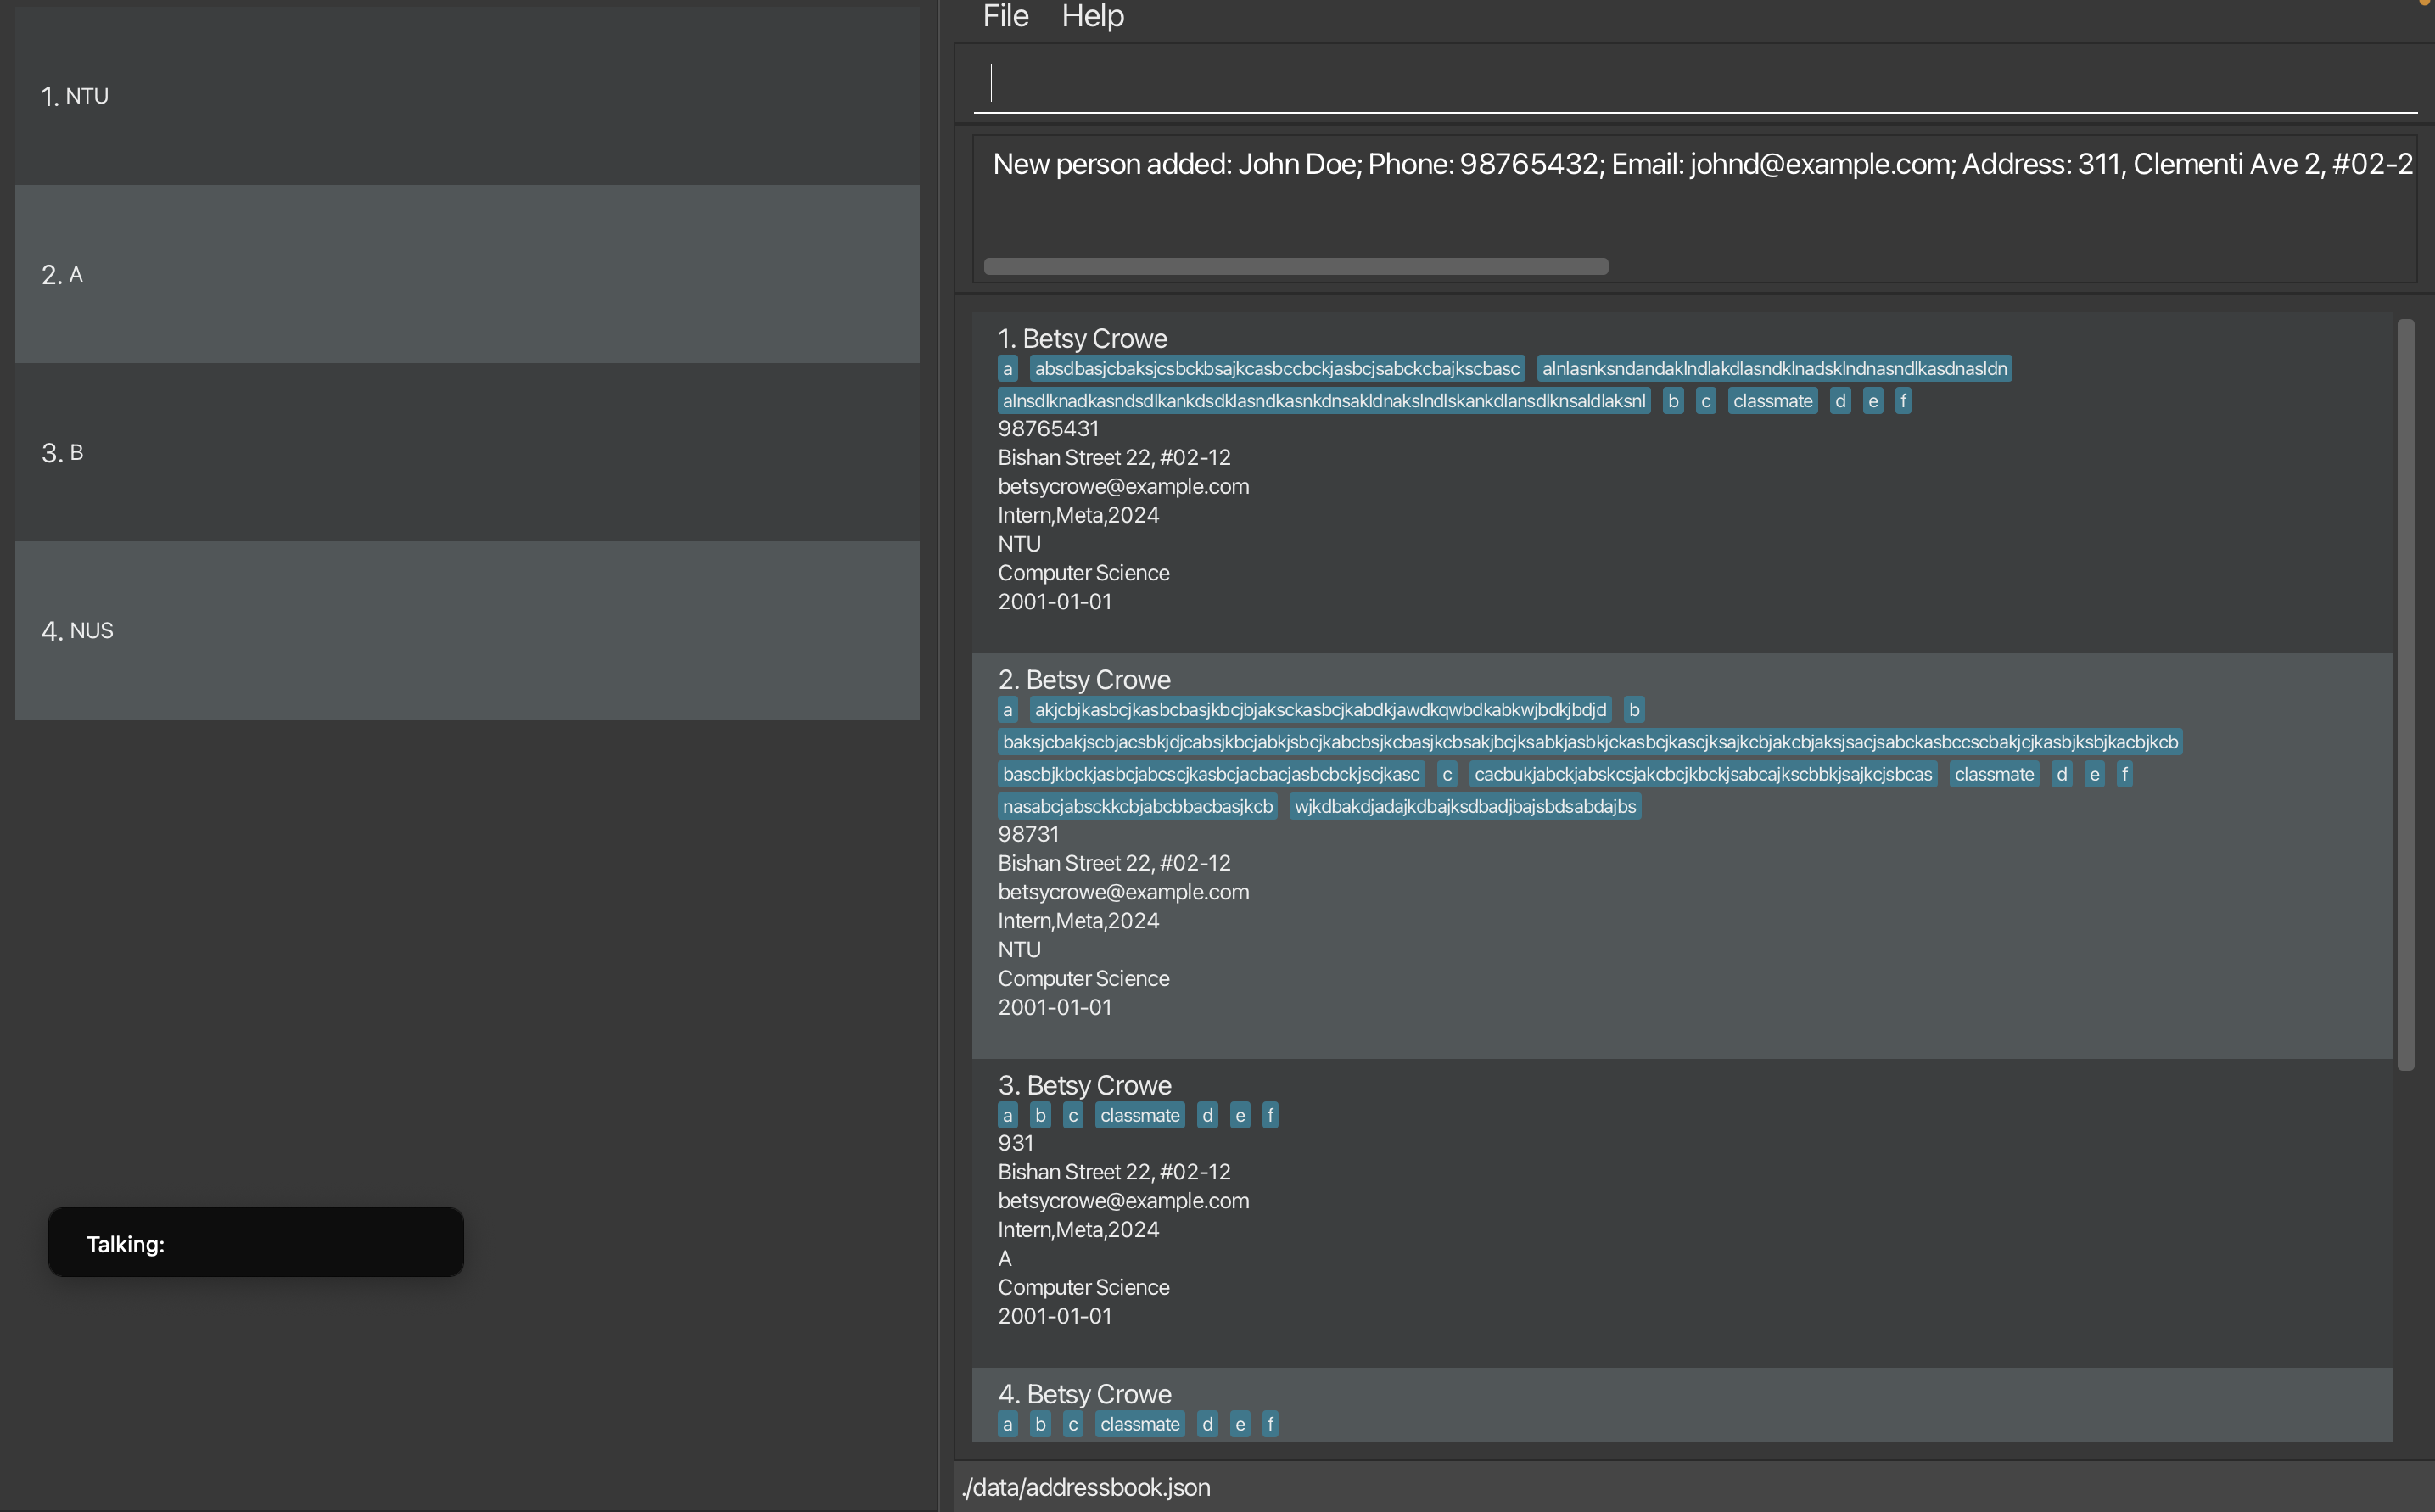 1. NTU
2. A
3. B
4. NUS
Talking:
File Help
New person added: John Doe; Phone: 98765432; Email: johnd@example.com; Address: 311, Clementi Ave 2, #02-2
1. Betsy Crowe
a absdbasjcbaksjcsbckbsajkcasbccbckjasbcjsabckcbajkscbasc alnlasnksndandaklndlakdlasndklnadsklndnasndlkasdnasldn
alnsdlknadkasndsdlkankdsdklasndkasnkdnsakldnakslndlskankdlansdlknsaldlaksnl b c classmate d e f
98765431
Bishan Street 22, #02-12
betsycrowe@example.com
Intern,Meta,2024
NTU
Computer Science
2001-01-01
2. Betsy Crowe
a akjcbjkasbcjkasbcbasjkbcjbjaksckasbcjkabdkjawdkqwbdkabkwjbdkjbdjd b
baksjcbakjscbjacsbkjdjcabsjkbcjabkjsbcjkabcbsjkcbasjkcbsakjbcjksabkjasbkjckasbcjkascjksajkcbjakcbjaksjsacjsabckasbccscbakjcjkasbjksbjkacbjkcb
bascbjkbckjasbcjabcscjkasbcjacbacjasbcbckjscjkasc c cacbukjabckjabskcsjakcbcjkbckjsabcajkscbbkjsajkcjsbcas classmate d e f
nasabcjabsckkcbjabcbbacbasjkcb wjkdbakdjadajkdbajksdbadjbajsbdsabdajbs
98731
Bishan Street 22, #02-12
betsycrowe@example.com
Intern,Meta,2024
NTU
Computer Science
2001-01-01
3. Betsy Crowe
a b c classmate d e f
931
Bishan Street 22, #02-12
betsycrowe@example.com
Intern,Meta,2024
A
Computer Science
2001-01-01
4. Betsy Crowe
a b c classmate d e f
./data/addressbook.json